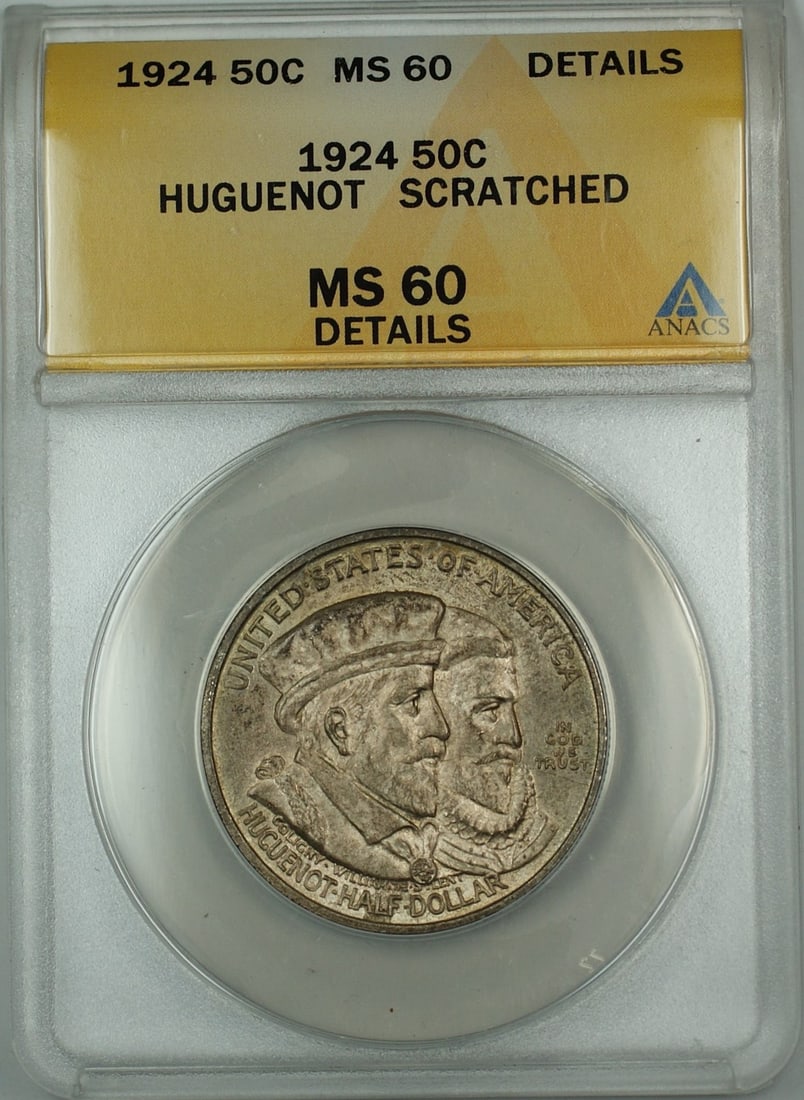 1924 50C MS 60 DETAILS
1924 50C
HUGUENOT SCRATCHED
MS 60
DETAILS
ANACS
UNITED·STATES·OF·AMERICA
IN
GOD
WE
TRUST
COLIGNY·
HUGUENOT·HALF·DOLLAR